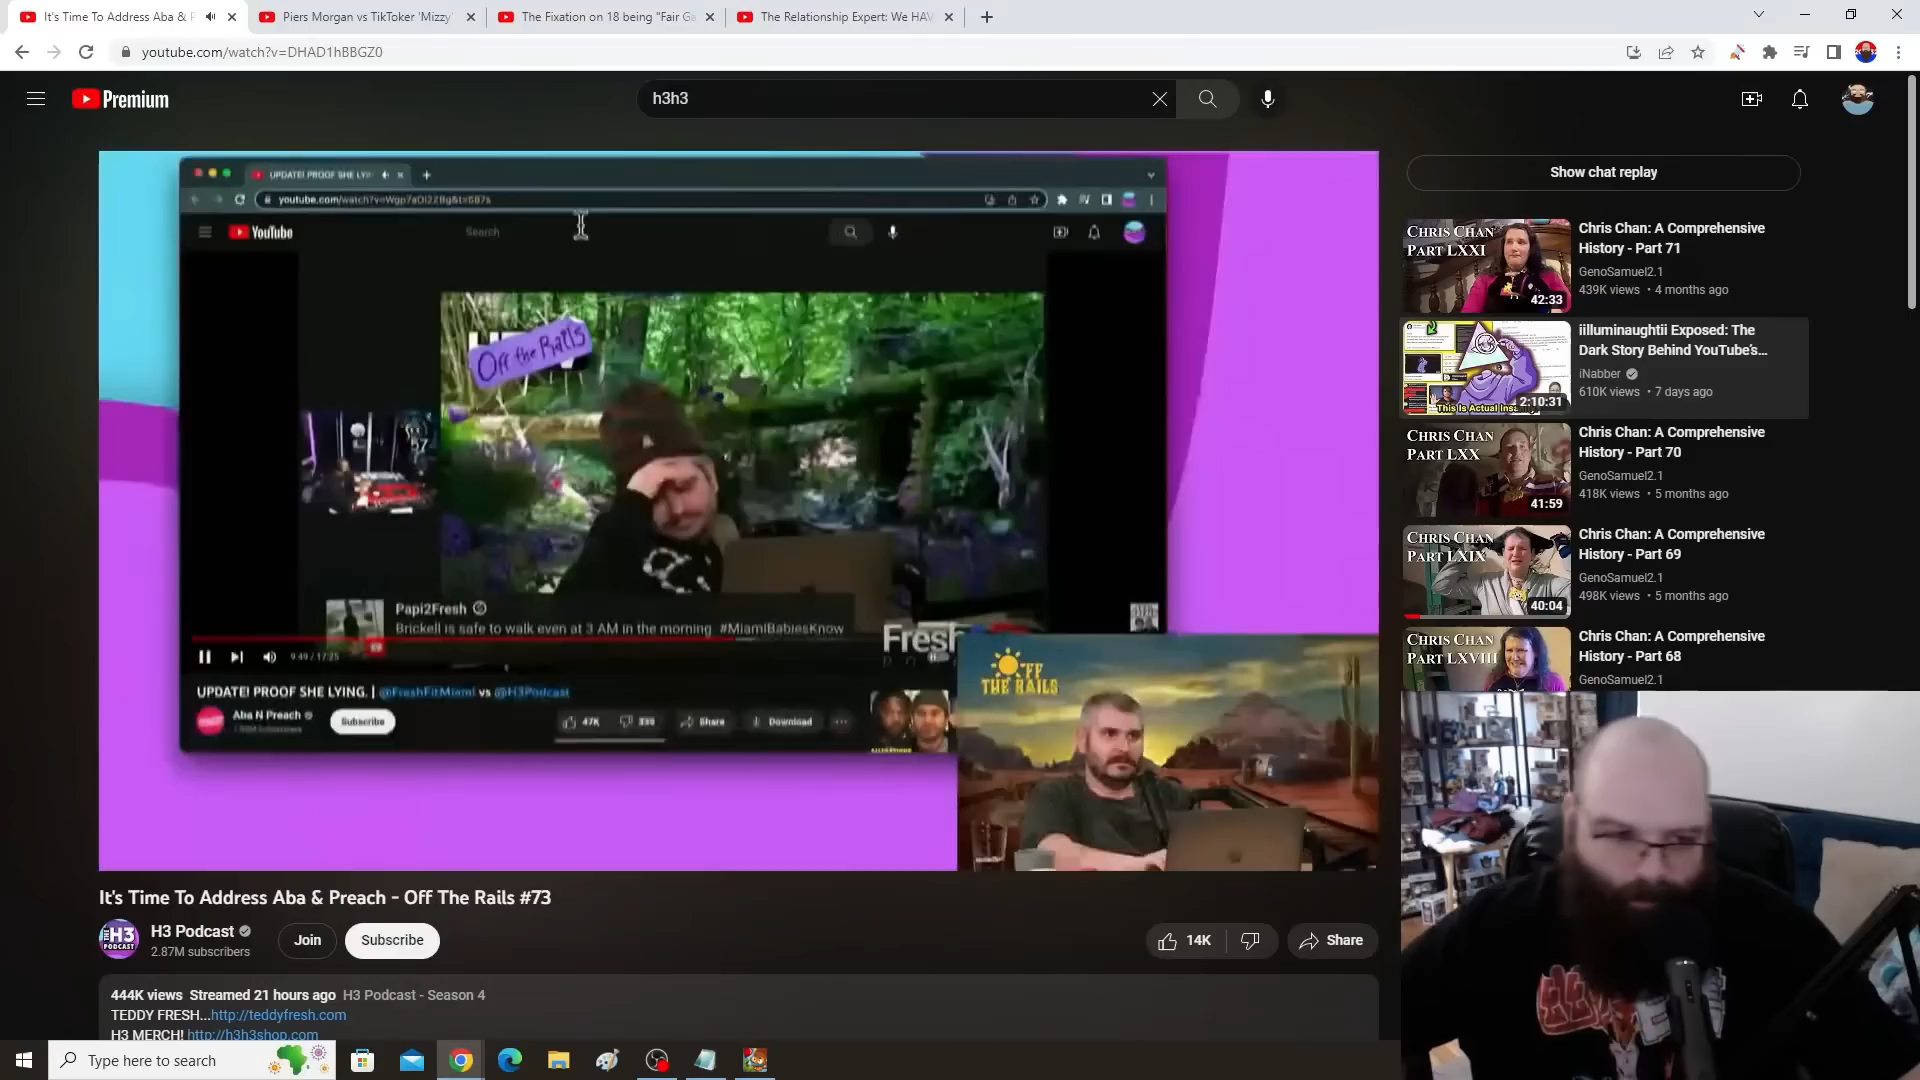 It's Time To Address Aba & P
Piers Morgan vs TikToker 'Mizzy'
The Fixation on 18 being "Fair Ga
The Relationship Expert: We HAV
youtube.com/watch?v=DHAD1hBBGZ0
Premium
h3h3
Show chat replay
UPDATE! PROOF SHE LYIN
YouTube
Search
Off the Rails
Papi2Fresh
Brickell is safe to walk even at 3 AM in the morning #MiamiBabiesKnow
Fresh
9:49 / 17:25
UPDATE! PROOF SHE LYING. | @FreshFitMiami vs @H3Podcast
Aba N Preach
Subscribe
47K
Share
Download
OFF THE RAILS
CHRIS CHAN
PART LXXI
42:33
Chris Chan: A Comprehensive
History - Part 71
GenoSamuel2.1
439K views • 4 months ago
This Is Actual Ins
2:10:31
iilluminaughtii Exposed: The
Dark Story Behind YouTube's...
iNabber
610K views • 7 days ago
CHRIS CHAN
PART LXX
41:59
Chris Chan: A Comprehensive
History - Part 70
GenoSamuel2.1
418K views • 5 months ago
CHRIS CHAN
PART LXIX
40:04
Chris Chan: A Comprehensive
History - Part 69
GenoSamuel2.1
498K views • 5 months ago
CHRIS CHAN
PART LXVIII
Chris Chan: A Comprehensive
History - Part 68
GenoSamuel2.1
It's Time To Address Aba & Preach - Off The Rails #73
THE H3 PODCAST
H3 Podcast
2.87M subscribers
Join
Subscribe
14K
Share
444K views Streamed 21 hours ago H3 Podcast - Season 4
TEDDY FRESH...http://teddyfresh.com
H3 MERCH! http://h3h3shop.com
Type here to search